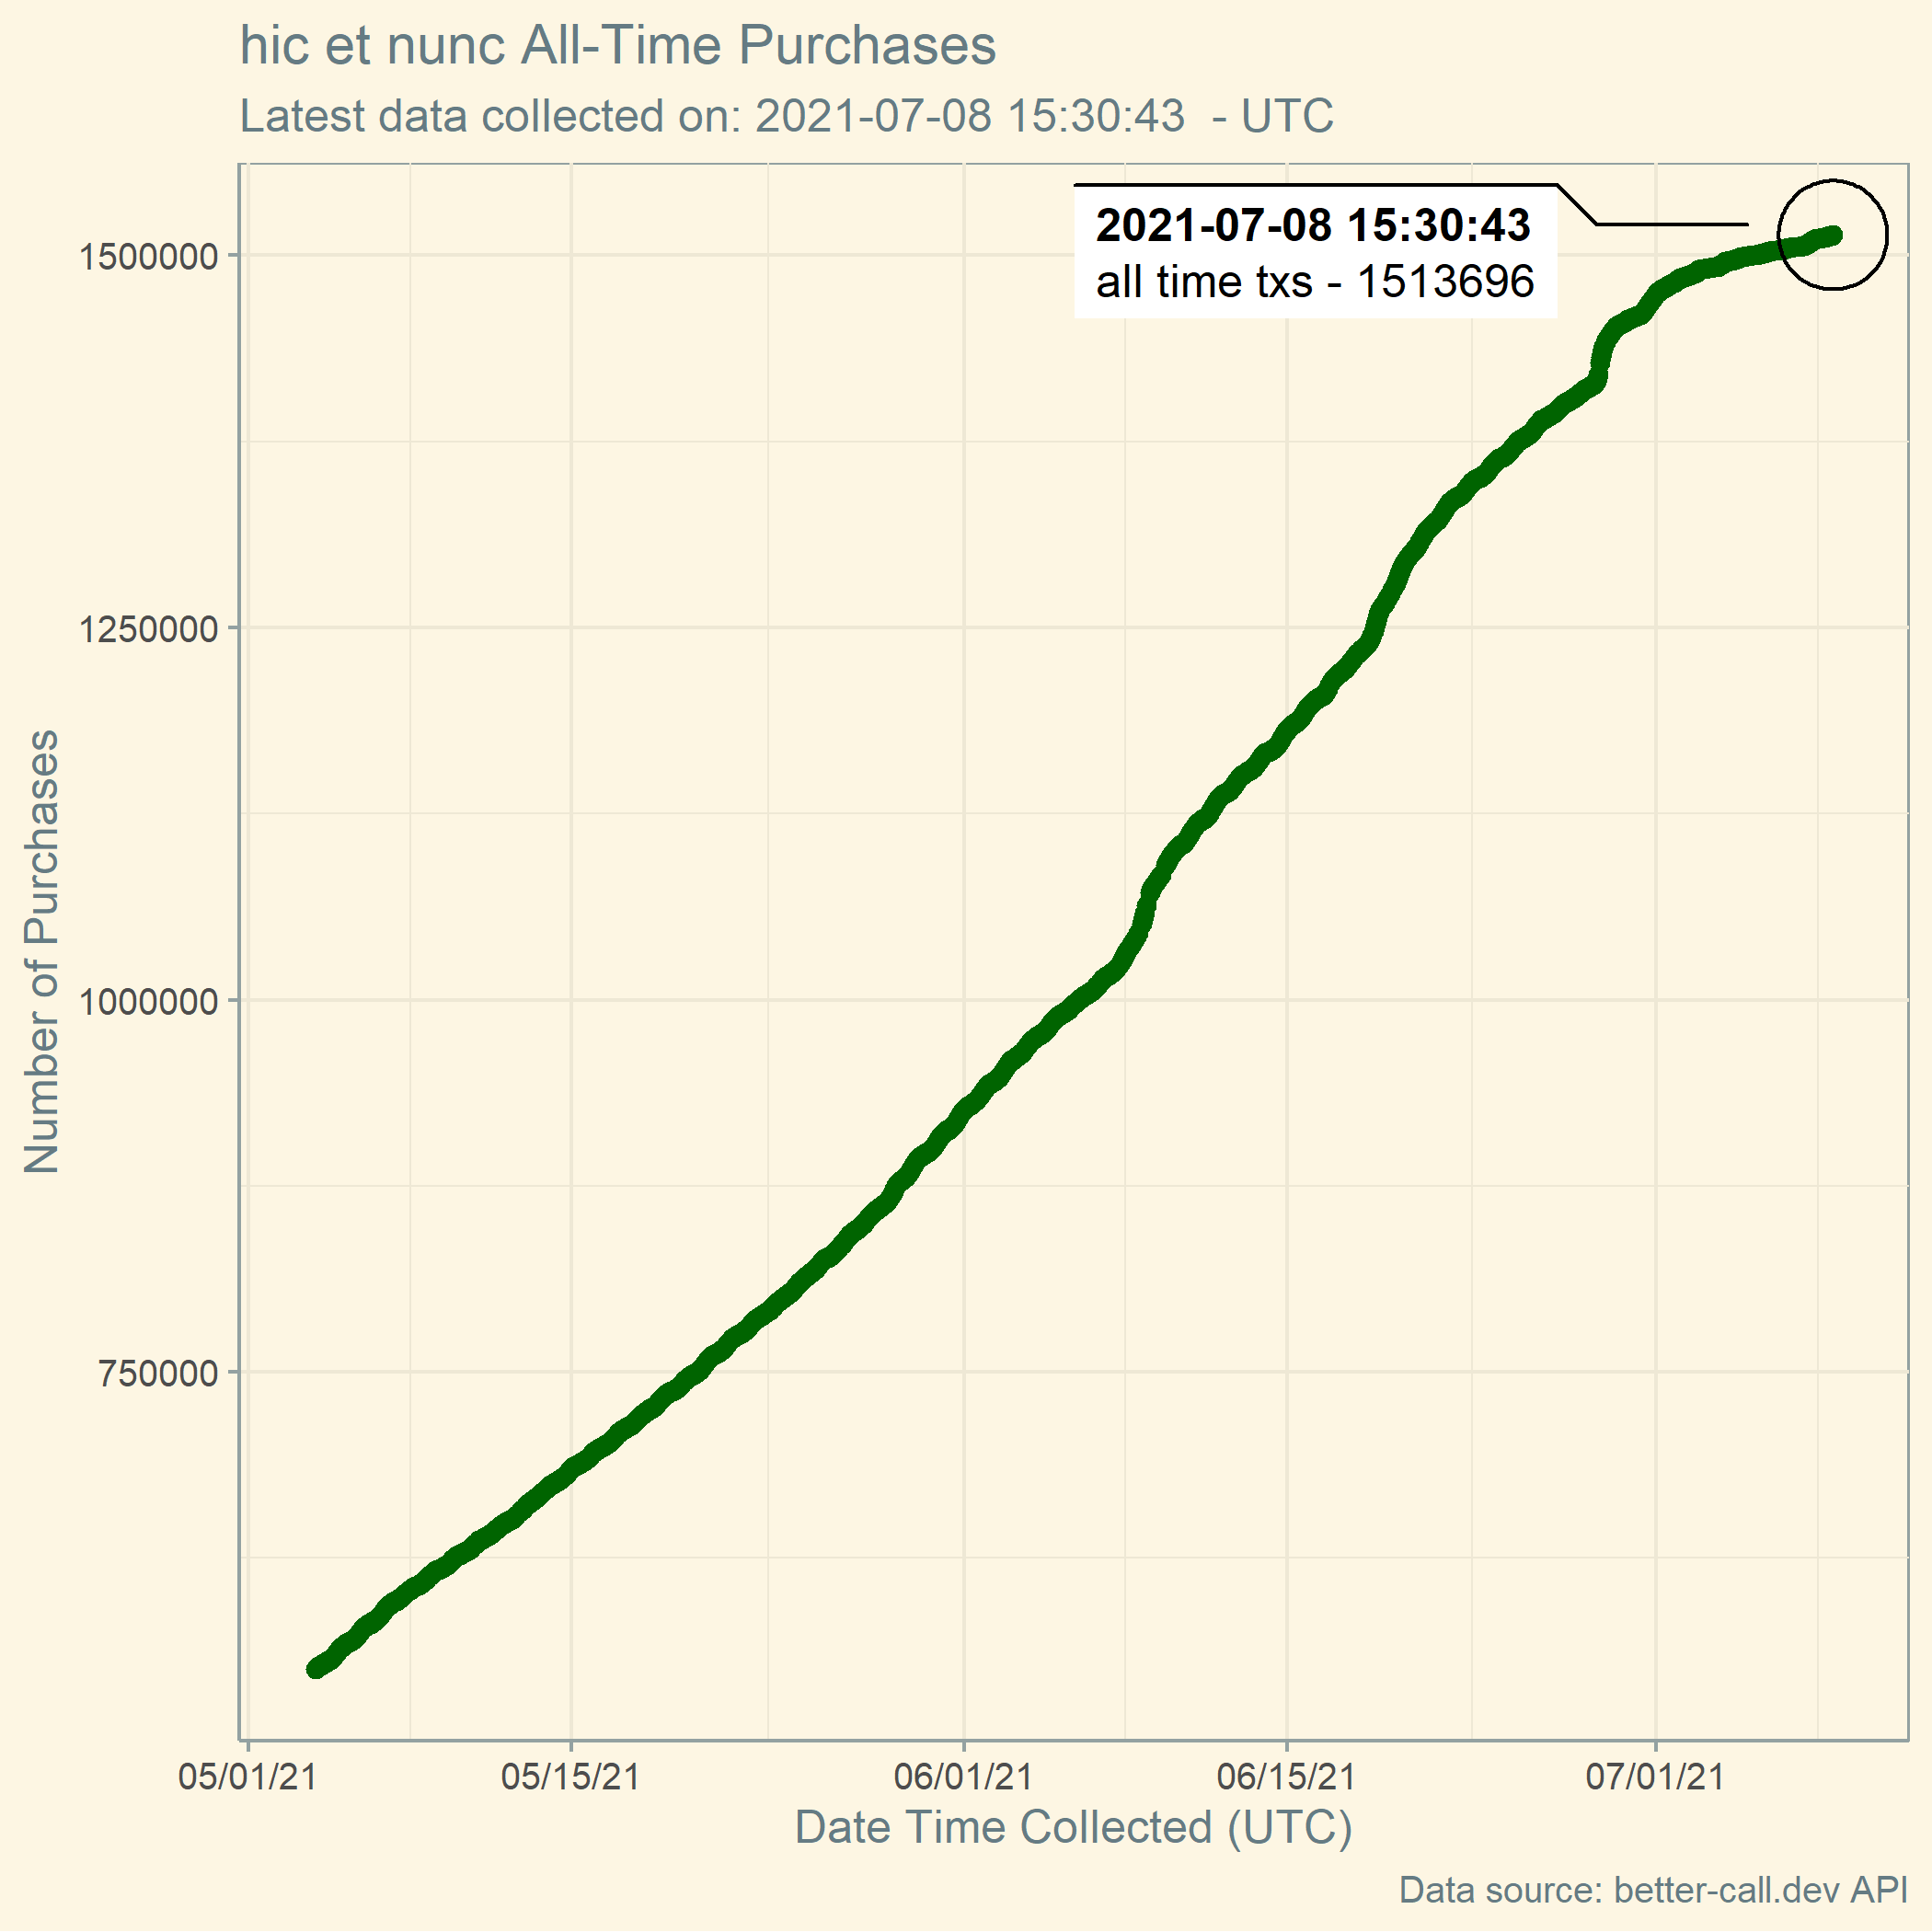 hic et nunc All-Time Purchases
Latest data collected on: 2021-07-08 15:30:43  - UTC
2021-07-08 15:30:43
all time txs - 1513696
Number of Purchases
1500000
1250000
1000000
750000
05/01/21
05/15/21
06/01/21
06/15/21
07/01/21
Date Time Collected (UTC)
Data source: better-call.dev API